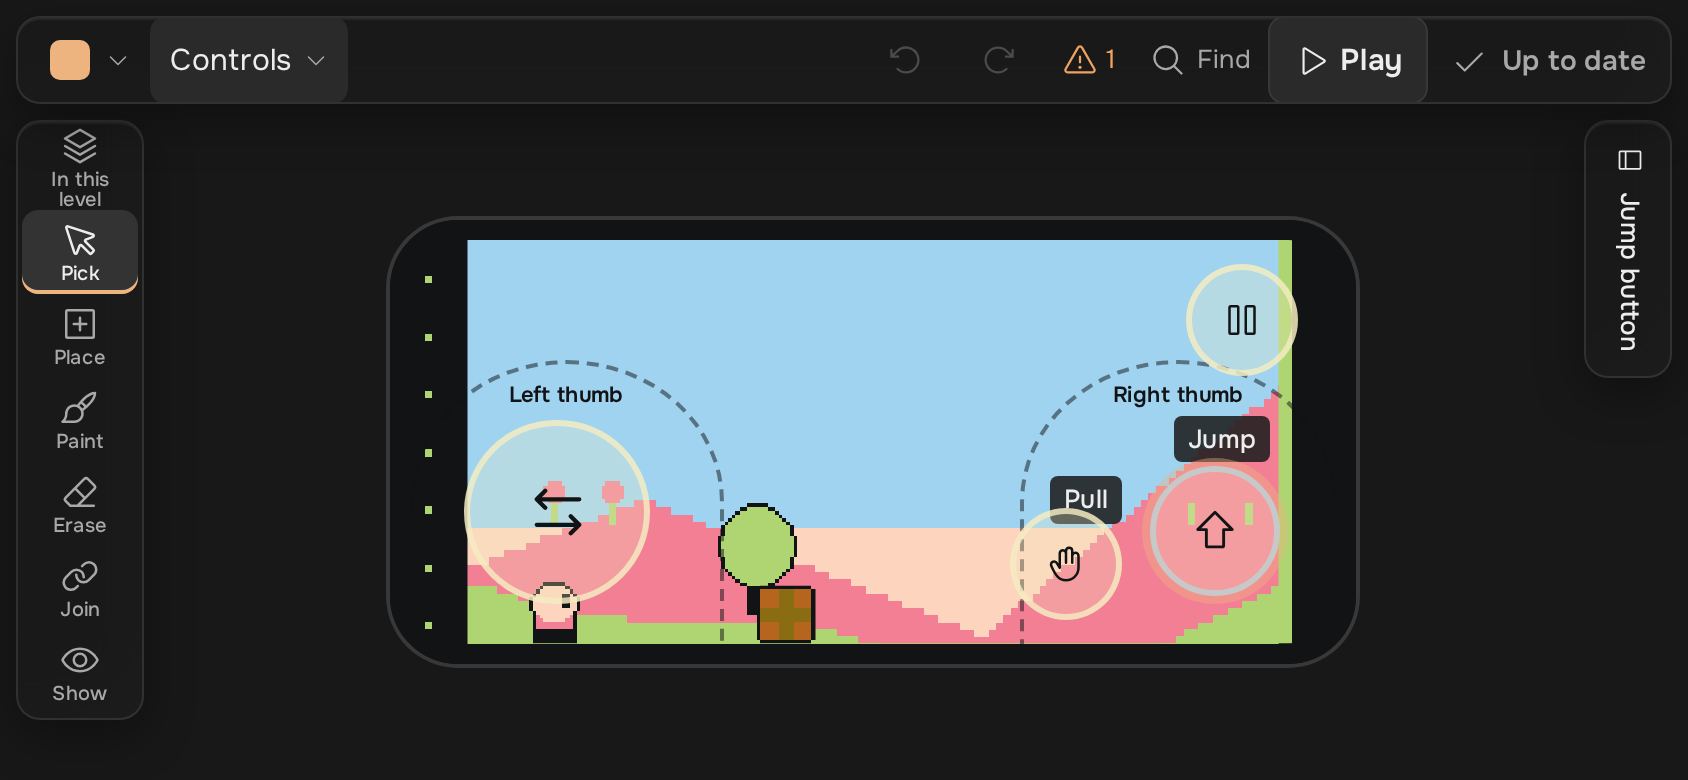 Controls
1
Find
Play
Up to date
In this
level
Pick
Place
Paint
Erase
Join
Show
Left thumb
Right thumb
Jump
Pull
Jump button